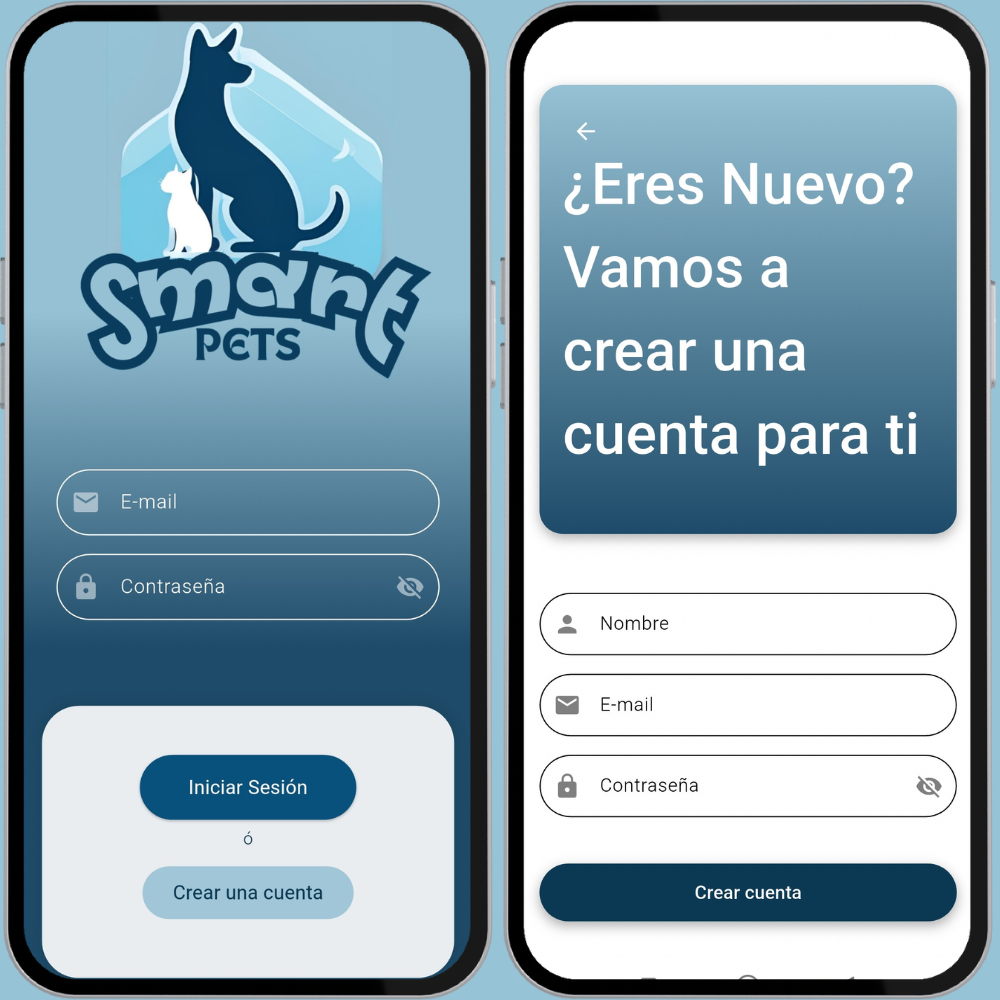 Smart
PETS
E-mail
Contraseña
Iniciar Sesión
ó
Crear una cuenta
¿Eres Nuevo?
Vamos a
crear una
cuenta para ti
Nombre
E-mail
Contraseña
Crear cuenta